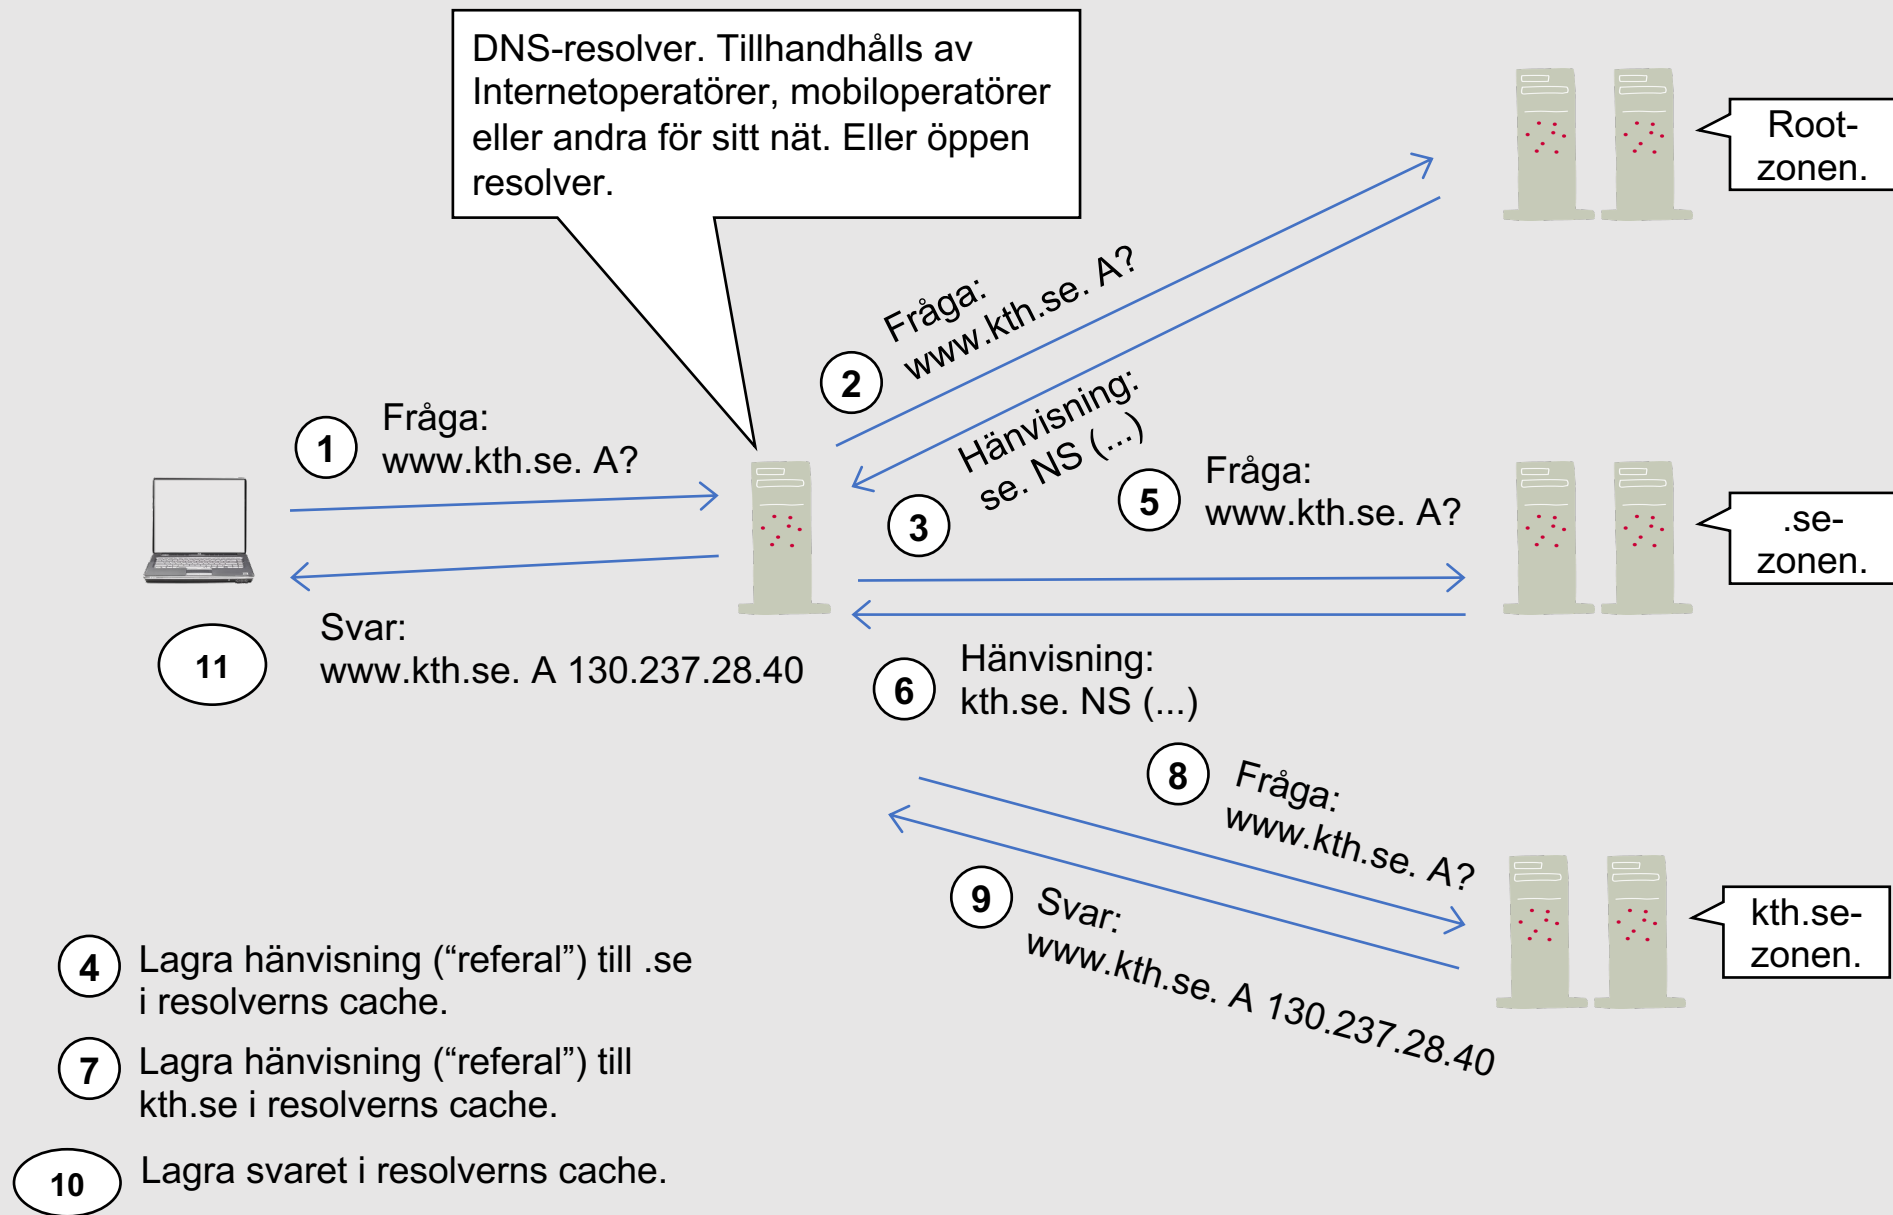 DNS-resolver. Tillhandhålls av
Internetoperatörer, mobiloperatörer
eller andra för sitt nät. Eller öppen
resolver.
Root-
zonen.
2
Fråga:
www.kth.se. A?
1
Fråga:
www.kth.se. A?
3
Hänvisning:
se. NS (...)
5
Fråga:
www.kth.se. A?
.se-
zonen.
11
Svar:
www.kth.se. A 130.237.28.40
6
Hänvisning:
kth.se. NS (...)
8
Fråga:
www.kth.se. A?
9
Svar:
www.kth.se. A 130.237.28.40
kth.se-
zonen.
4
Lagra hänvisning (“referal”) till .se
i resolverns cache.
7
Lagra hänvisning (“referal”) till
kth.se i resolverns cache.
10
Lagra svaret i resolverns cache.